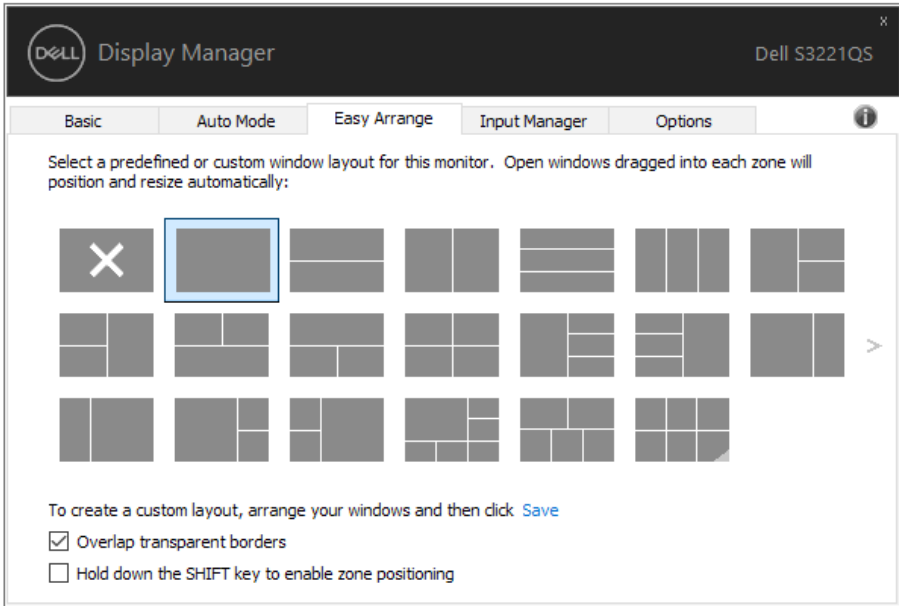 x
DELL Display Manager Dell S3221QS
Basic Auto Mode Easy Arrange Input Manager Options i
Select a predefined or custom window layout for this monitor. Open windows dragged into each zone will
position and resize automatically:
>
To create a custom layout, arrange your windows and then click Save
Overlap transparent borders
Hold down the SHIFT key to enable zone positioning